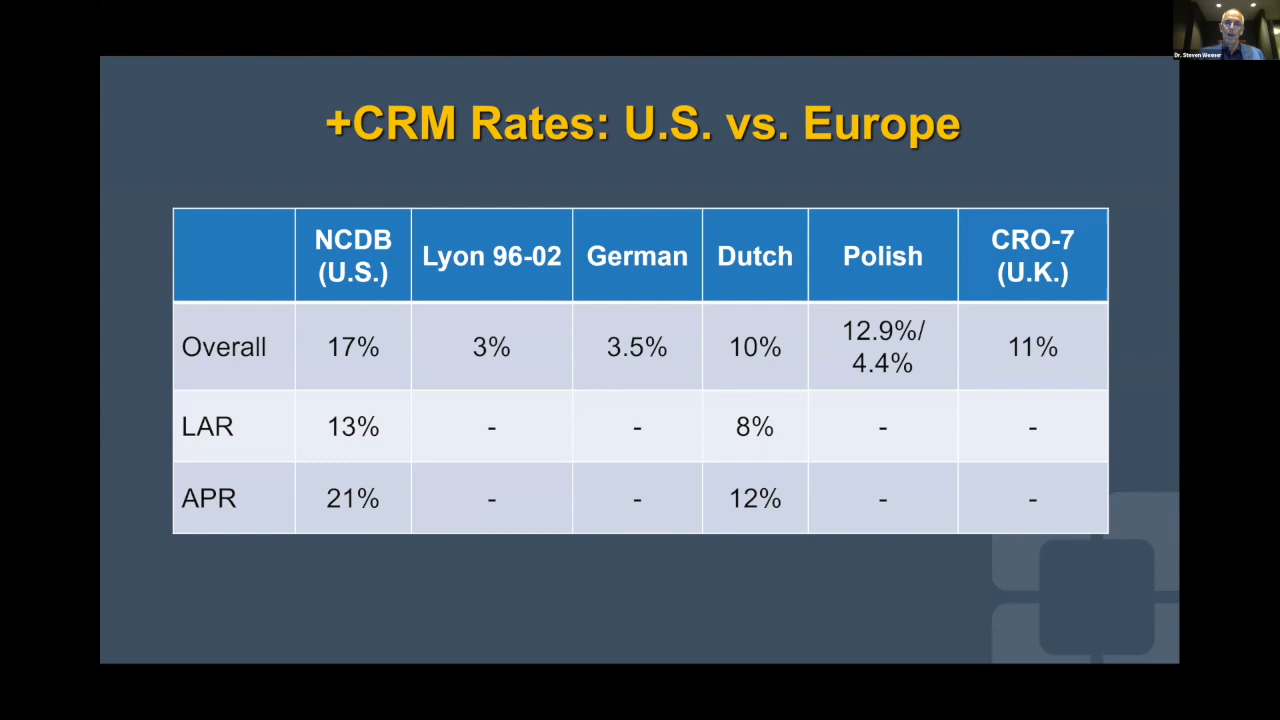 Dr. Steven Wexner
+CRM Rates: U.S. vs. Europe
NCDB (U.S.) Lyon 96-02 German Dutch Polish CRO-7 (U.K.)
Overall 17% 3% 3.5% 10% 12.9%/ 4.4% 11%
LAR 13% - - 8% - -
APR 21% - - 12% - -